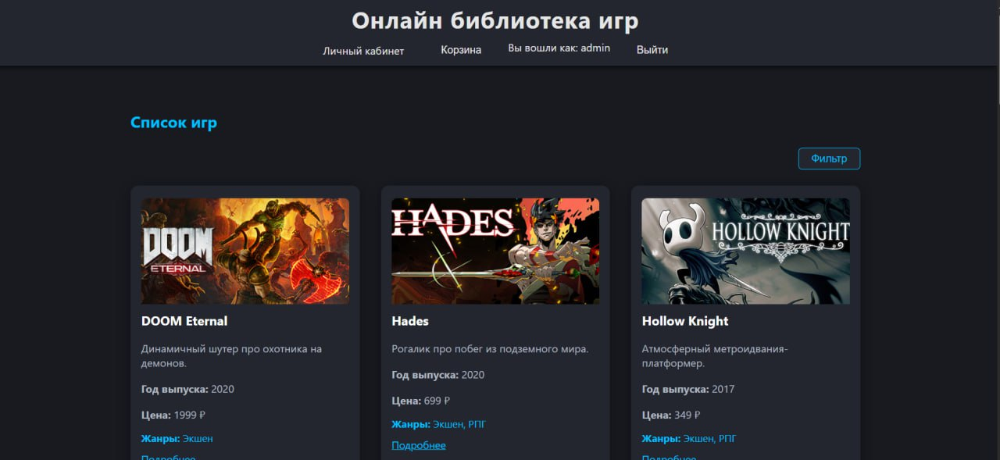 Онлайн библиотека игр
Личный кабинет Корзина Вы вошли как: admin Выйти
Список игр
Фильтр
DOOM
ETERNAL
DOOM Eternal
Динамичный шутер про охотника на
демонов.
Год выпуска: 2020
Цена: 1999 ₽
Жанры: Экшен
Подробнее
HADES
Hades
Рогалик про побег из подземного мира.
Год выпуска: 2020
Цена: 699 ₽
Жанры: Экшен, РПГ
Подробнее
HOLLOW KNIGHT
Hollow Knight
Атмосферный метроидвания-
платформер.
Год выпуска: 2017
Цена: 349 ₽
Жанры: Экшен, РПГ
Подробнее